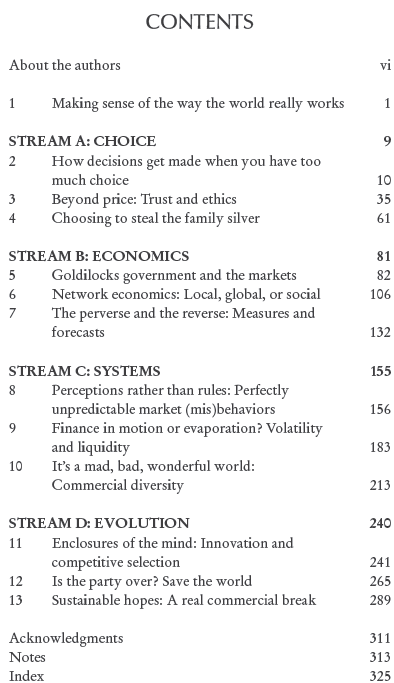 CONTENTS
About the authors vi
1 Making sense of the way the world really works 1
STREAM A: CHOICE 9
2 How decisions get made when you have too
much choice 10
3 Beyond price: Trust and ethics 35
4 Choosing to steal the family silver 61
STREAM B: ECONOMICS 81
5 Goldilocks government and the markets 82
6 Network economics: Local, global, or social 106
7 The perverse and the reverse: Measures and
forecasts 132
STREAM C: SYSTEMS 155
8 Perceptions rather than rules: Perfectly
unpredictable market (mis)behaviors 156
9 Finance in motion or evaporation? Volatility
and liquidity 183
10 It's a mad, bad, wonderful world:
Commercial diversity 213
STREAM D: EVOLUTION 240
11 Enclosures of the mind: Innovation and
competitive selection 241
12 Is the party over? Save the world 265
13 Sustainable hopes: A real commercial break 289
Acknowledgments 311
Notes 313
Index 325